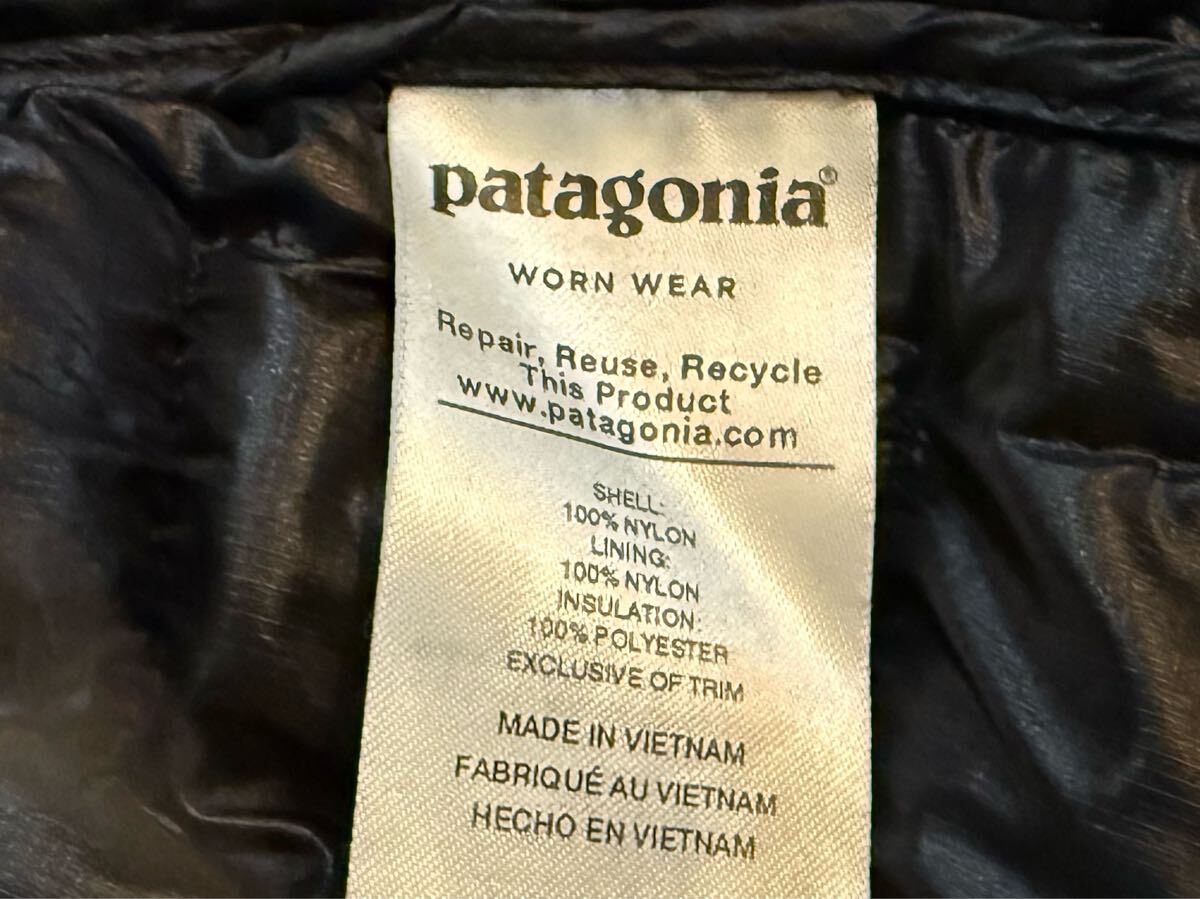 patagonia®
WORN WEAR
Repair, Reuse, Recycle
This Product
www.patagonia.com
SHELL:
100% NYLON
LINING:
100% NYLON
INSULATION:
100% POLYESTER
EXCLUSIVE OF TRIM
MADE IN VIETNAM
FABRIQUÉ AU VIETNAM
HECHO EN VIETNAM